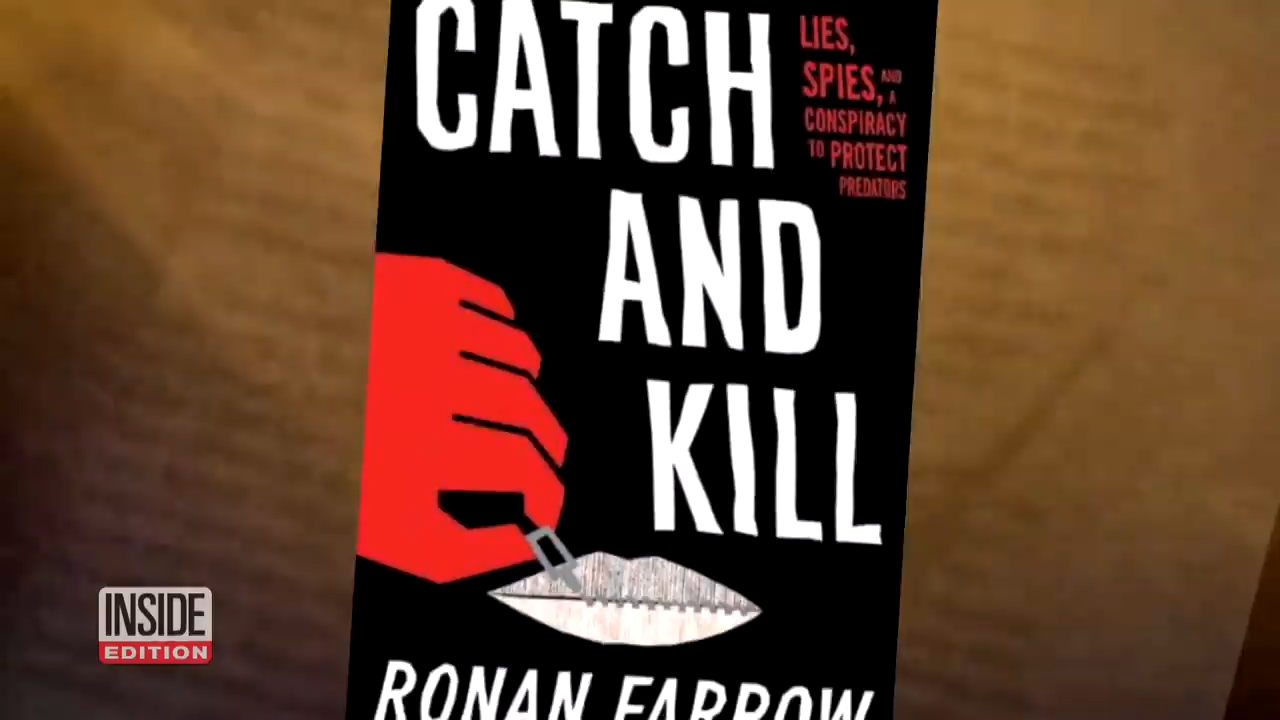 CATCH
AND
KILL
LIES,
SPIES, AND
A
CONSPIRACY
TO PROTECT
PREDATORS
RONAN FARROW
INSIDE
EDITION